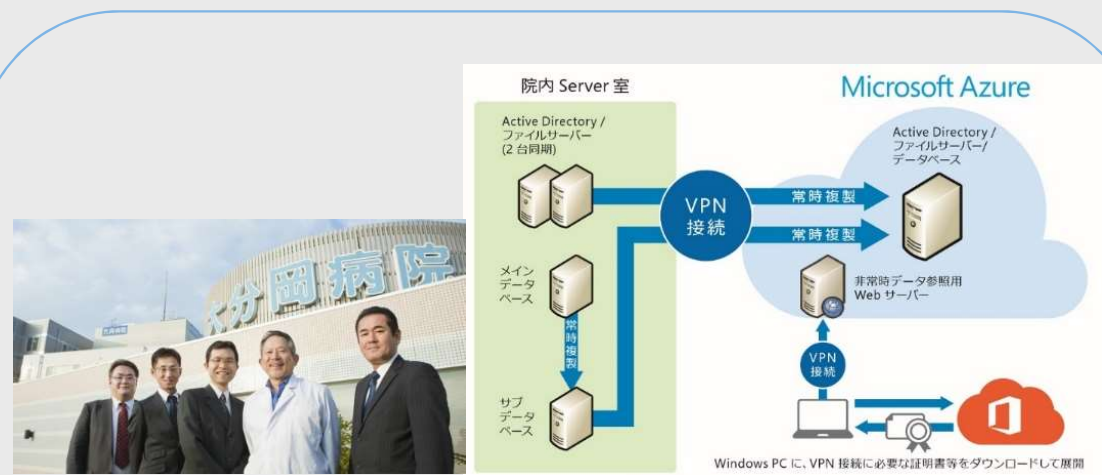 院内 Server 室
Active Directory /
ファイルサーバー
(2 台同期)
メイン
データ
ベース
常時複製
サブ
データ
ベース
VPN
接続
常時複製
常時複製
Microsoft Azure
Active Directory /
ファイルサーバー/
データベース
非常時データ参照用
Web サーバー
VPN
接続
Windows PC に、VPN 接続に必要な証明書等をダウンロードして展開
大分岡病院